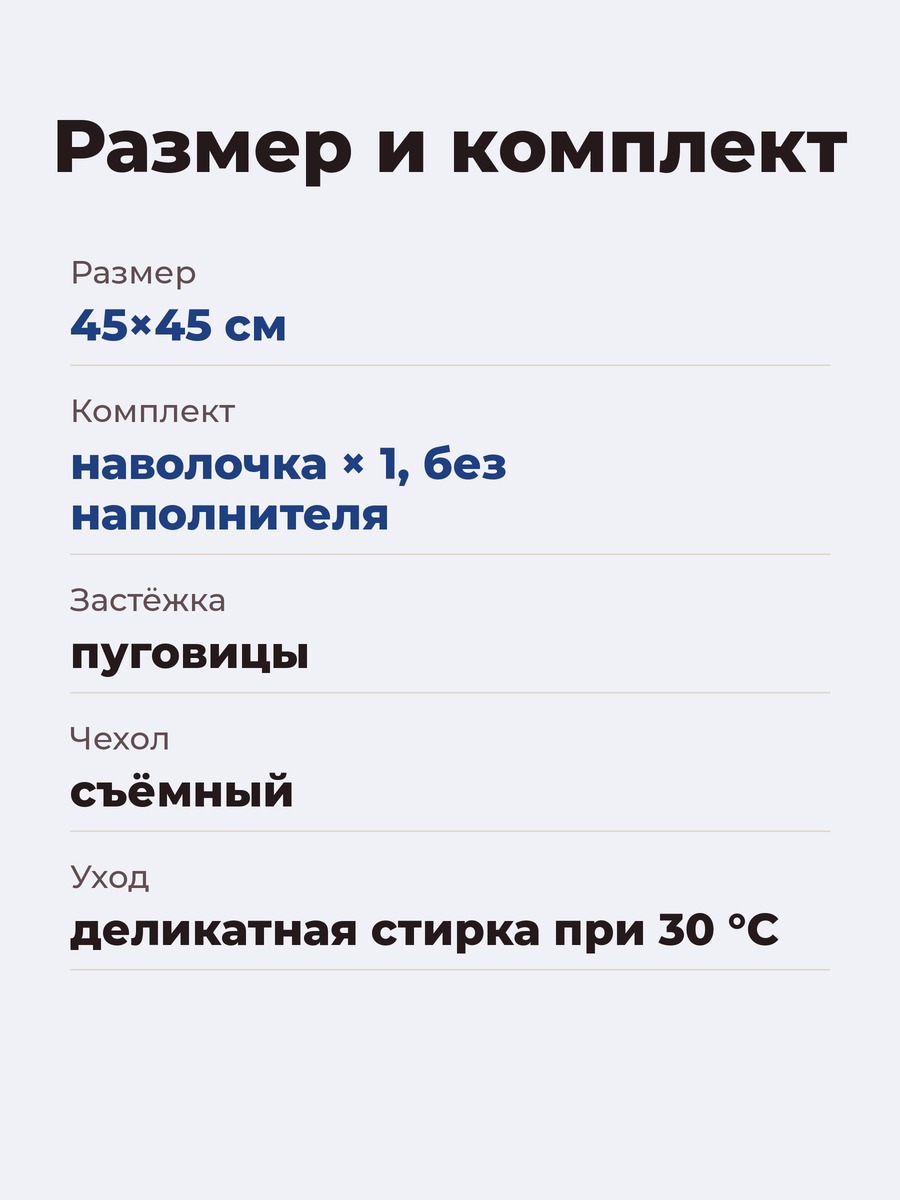 Размер и комплект
Размер
45×45 см
Комплект
наволочка × 1, без
наполнителя
Застёжка
пуговицы
Чехол
съёмный
Уход
деликатная стирка при 30 °C